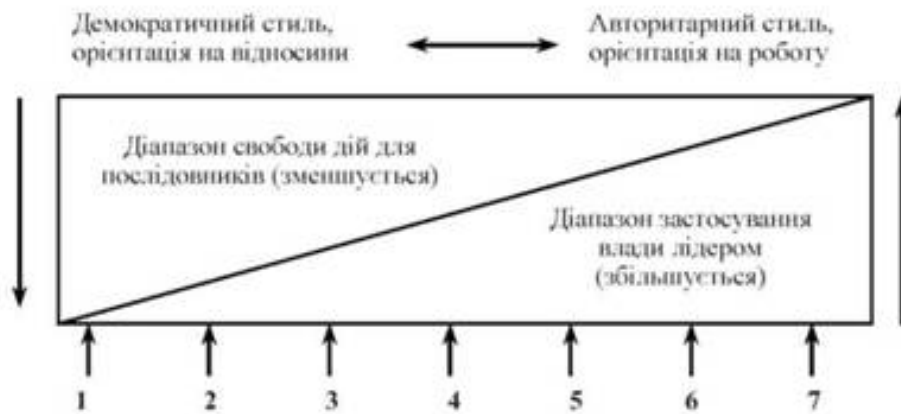 Демократичний стиль,
орієнтація на відносини
Авторитарний стиль,
орієнтація на роботу
Діапазон свободи дій для
послідовників (зменшується)
Діапазон застосування
влади лідером
(збільшується)
1 2 3 4 5 6 7